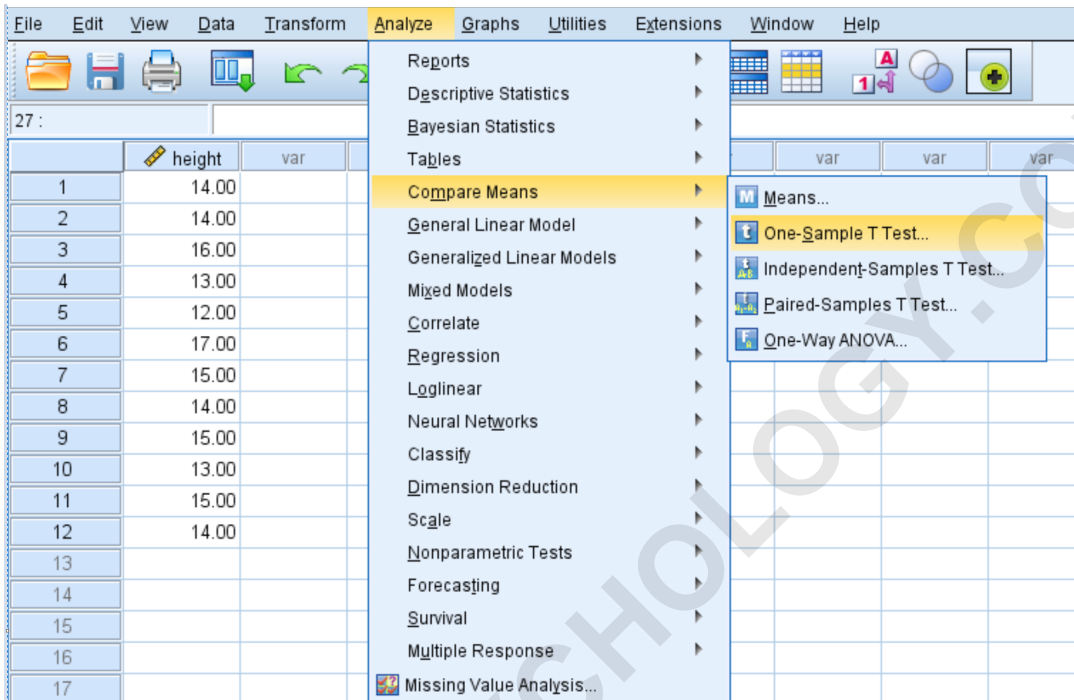 File Edit View Data Transform Analyze Graphs Utilities Extensions Window Help
A
1
27 :
height var var var var
1 14.00
2 14.00
3 16.00
4 13.00
5 12.00
6 17.00
7 15.00
8 14.00
9 15.00
10 13.00
11 15.00
12 14.00
13
14
15
16
17
Reports
Descriptive Statistics
Bayesian Statistics
Tables
Compare Means
General Linear Model
Generalized Linear Models
Mixed Models
Correlate
Regression
Loglinear
Neural Networks
Classify
Dimension Reduction
Scale
Nonparametric Tests
Forecasting
Survival
Multiple Response
Missing Value Analysis...
M Means...
t One-Sample T Test...
Independent-Samples T Test...
Paired-Samples T Test...
One-Way ANOVA...